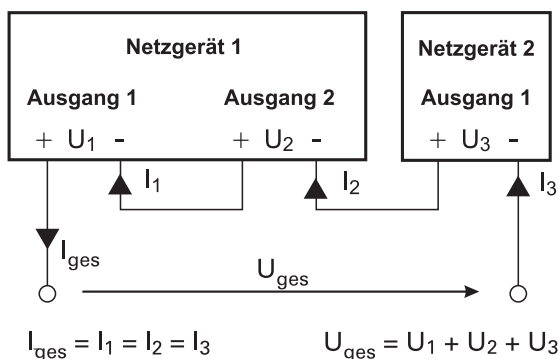 Netzgerät 1
Netzgerät 2
Ausgang 1
Ausgang 2
Ausgang 1
+ U1 -
+ U2 -
+ U3 -
I1
I2
I3
Iges
Uges
Iges = I1 = I2 = I3
Uges = U1 + U2 + U3